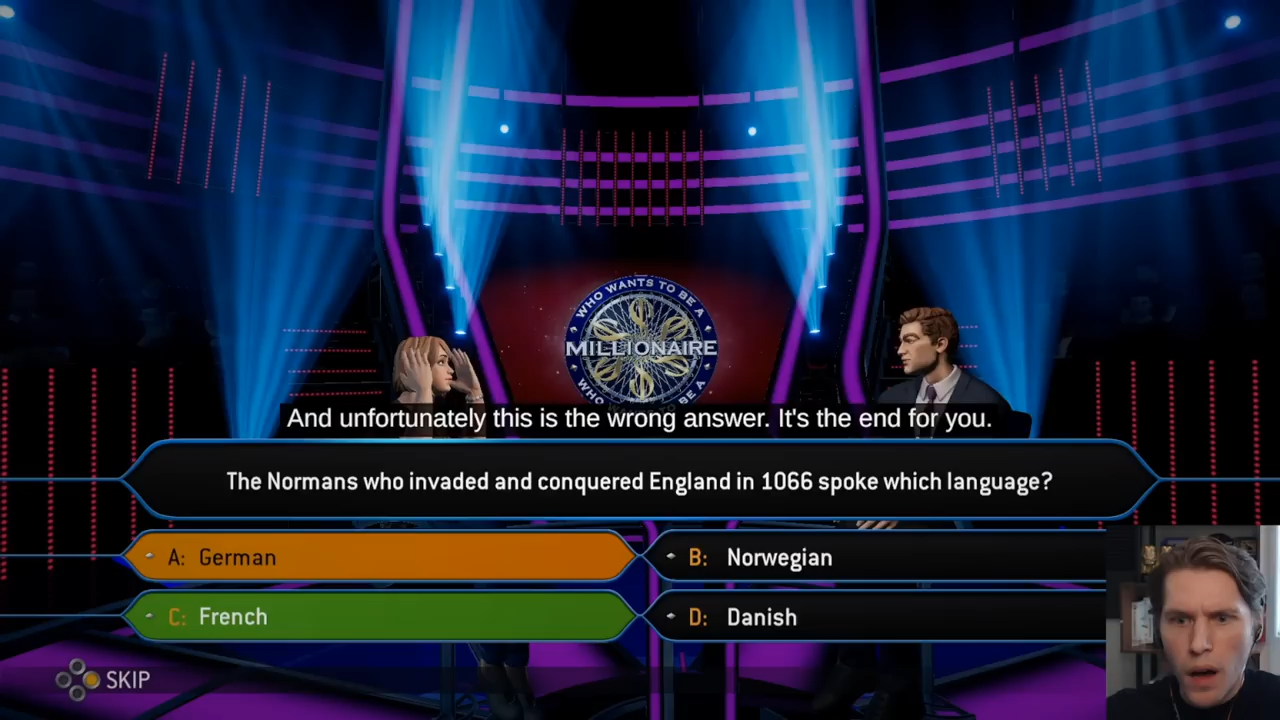 WHO WANTS TO BE A
MILLIONAIRE
And unfortunately this is the wrong answer. It's the end for you.
The Normans who invaded and conquered England in 1066 spoke which language?
A: German
B: Norwegian
C: French
D: Danish
SKIP